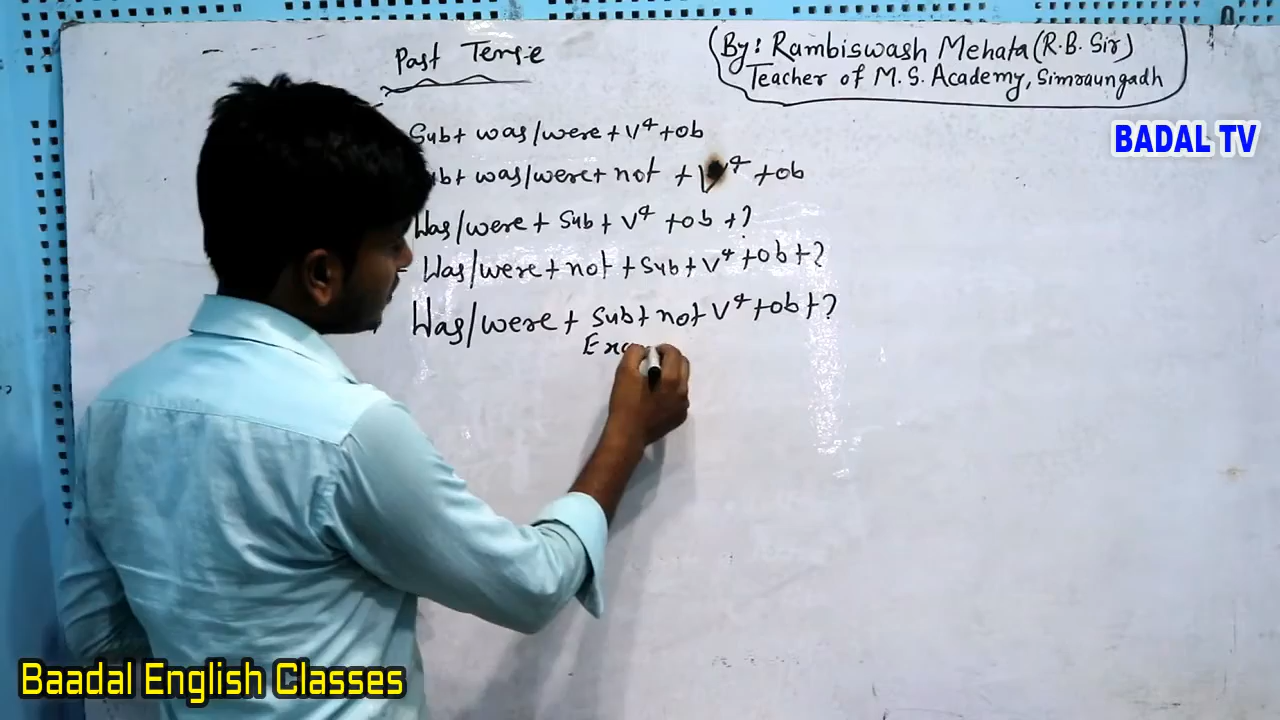 Past Tense
By: Rambiswash Mehata (R.B. Sir)
Teacher of M. S. Academy, Simraungadh
BADAL TV
Sub+ was/were + V⁴ +ob
was/were + not + V⁴ + ob
Was/were + Sub + V⁴ + ob + ?
Was/were + not + Sub + V⁴ + ob + ?
Was/were + Sub + not V⁴ + ob + ?
Baadal English Classes